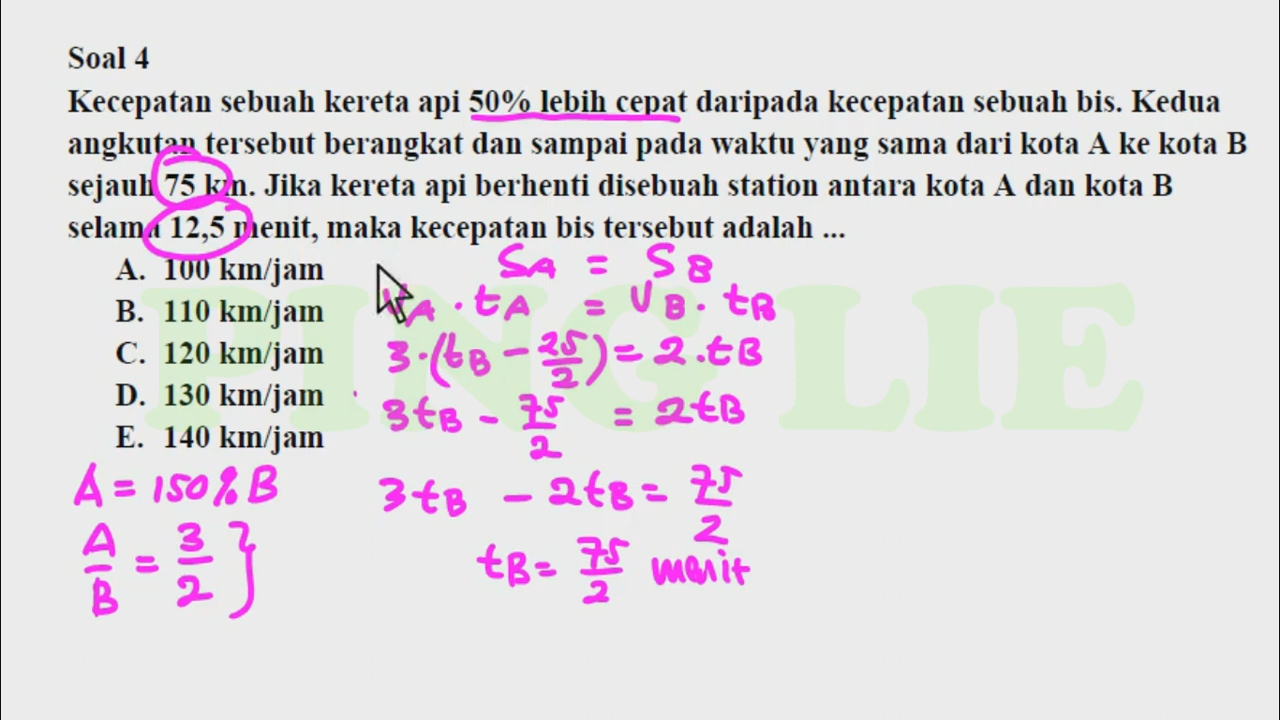 Soal 4
Kecepatan sebuah kereta api 50% lebih cepat daripada kecepatan sebuah bis. Kedua
angkutan tersebut berangkat dan sampai pada waktu yang sama dari kota A ke kota B
sejauh 75 km. Jika kereta api berhenti disebuah station antara kota A dan kota B
selama 12,5 menit, maka kecepatan bis tersebut adalah ...
A. 100 km/jam
B. 110 km/jam
C. 120 km/jam
D. 130 km/jam
E. 140 km/jam
PING LIE
SA = SB
VA . tA = VB . tB
3 . (tB - 25/2) = 2 . tB
3tB - 75/2 = 2tB
3tB - 2tB = 75/2
tB = 75/2 menit
A = 150% B
A/B = 3/2 }